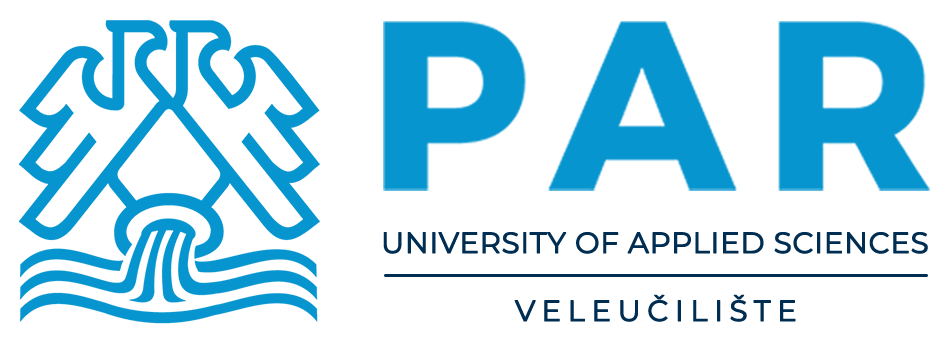 PAR
UNIVERSITY OF APPLIED SCIENCES
VELEUČILIŠTE